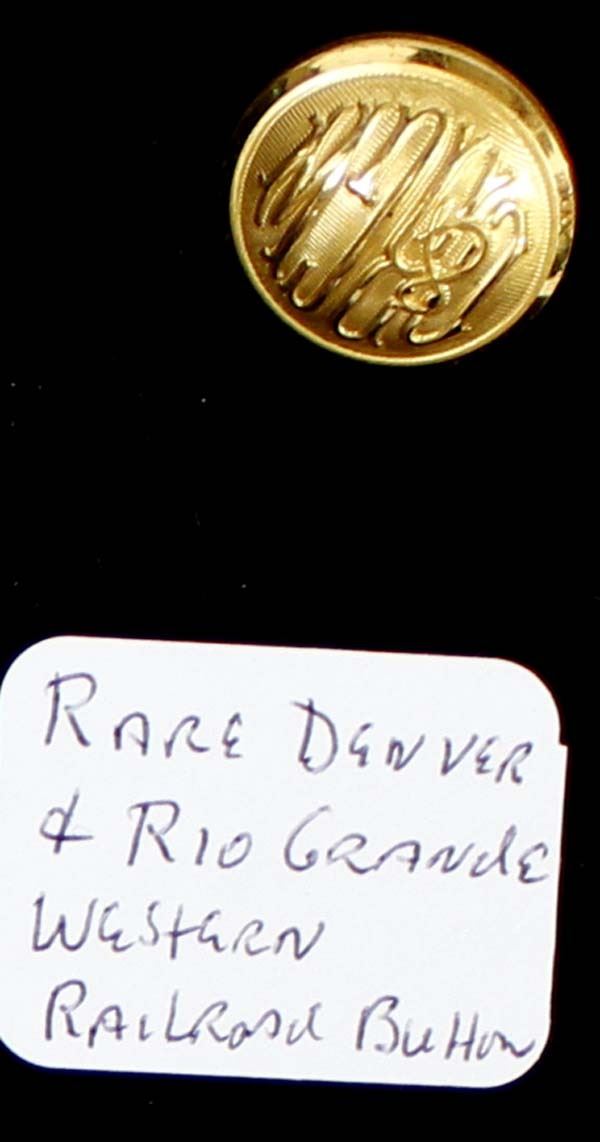 RARE DENVER
& RIO GRANDE
WESTERN
RAILROAD BUTTON